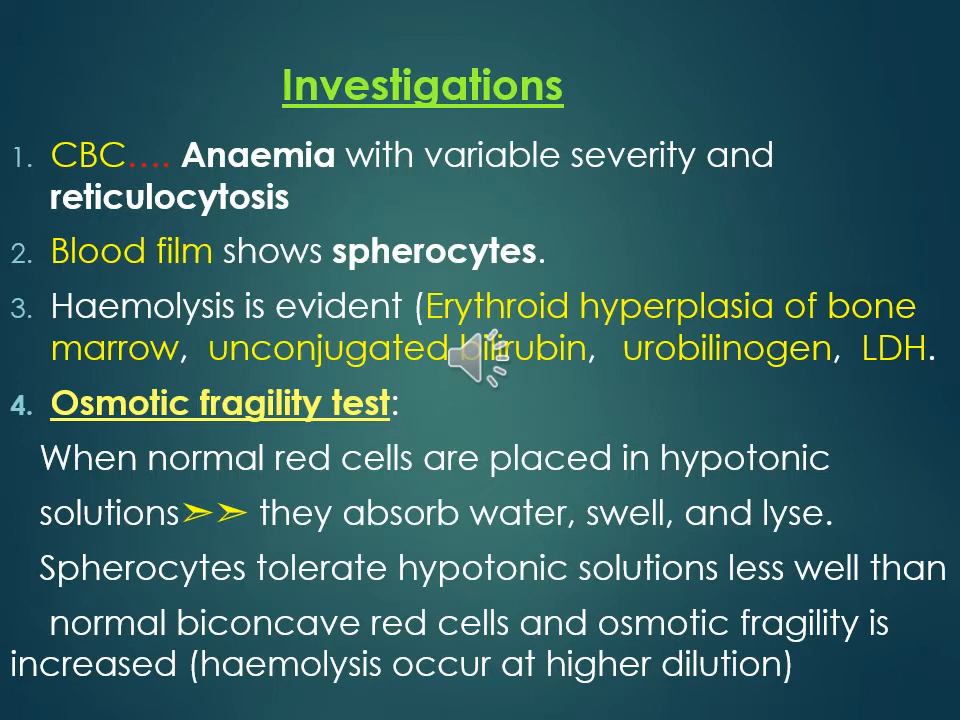 Investigations
1. CBC…. Anaemia with variable severity and
reticulocytosis
2. Blood film shows spherocytes.
3. Haemolysis is evident (Erythroid hyperplasia of bone
marrow, unconjugated bilirubin, urobilinogen, LDH.
4. Osmotic fragility test:
When normal red cells are placed in hypotonic
solutions➣➣ they absorb water, swell, and lyse.
Spherocytes tolerate hypotonic solutions less well than
normal biconcave red cells and osmotic fragility is
increased (haemolysis occur at higher dilution)